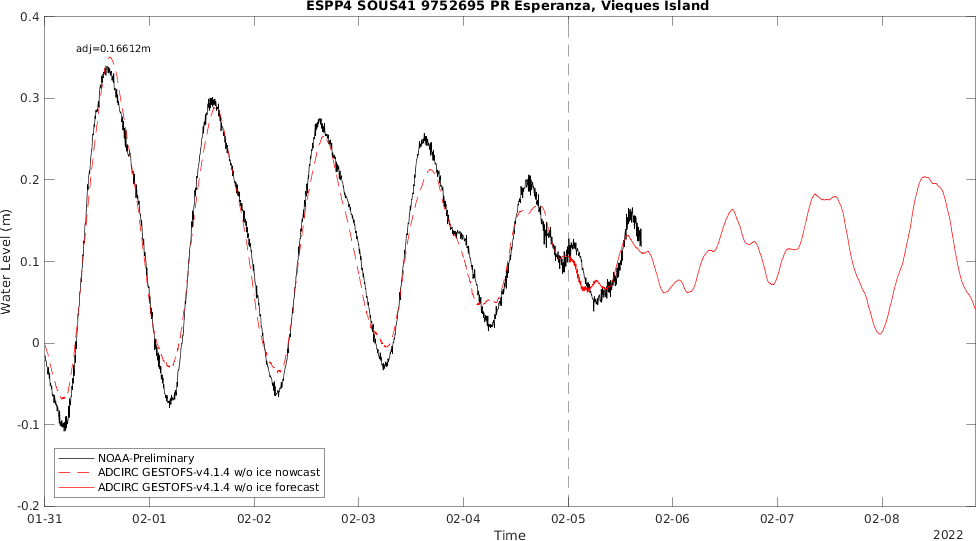 ESPP4 SOUS41 9752695 PR Esperanza, Vieques Island
adj=0.16612m
0.4
0.3
0.2
0.1
0
-0.1
-0.2
Water Level (m)
NOAA-Preliminary
ADCIRC GESTOFS-v4.1.4 w/o ice nowcast
ADCIRC GESTOFS-v4.1.4 w/o ice forecast
01-31 02-01 02-02 02-03 02-04 02-05 02-06 02-07 02-08
Time
2022